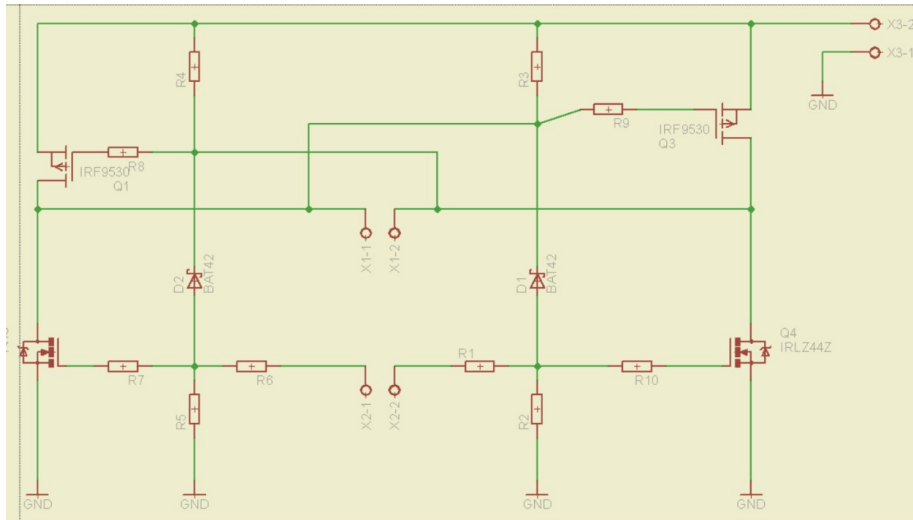 X3-2
X3-1
GND
R4
R3
R9
IRF9530
Q3
R8
IRF9530
Q1
X1-1
X1-2
D2
BAT42
D1
BAT42
Q4
IRLZ44Z
R7
R6
R1
R10
X2-1
X2-2
R5
R2
GND
GND
GND
GND